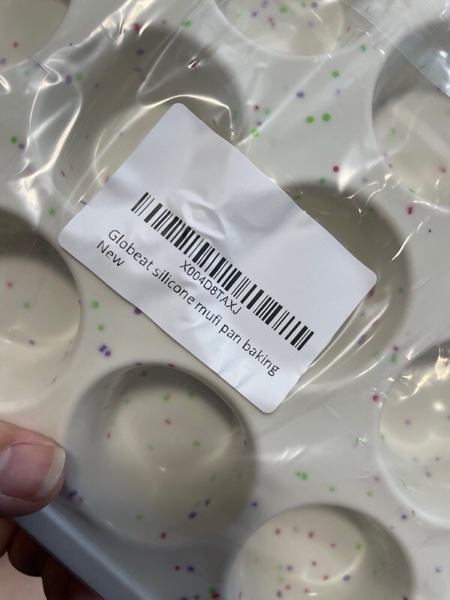 X004D8TAXJ
Globeat silicone mufi pan baking
New